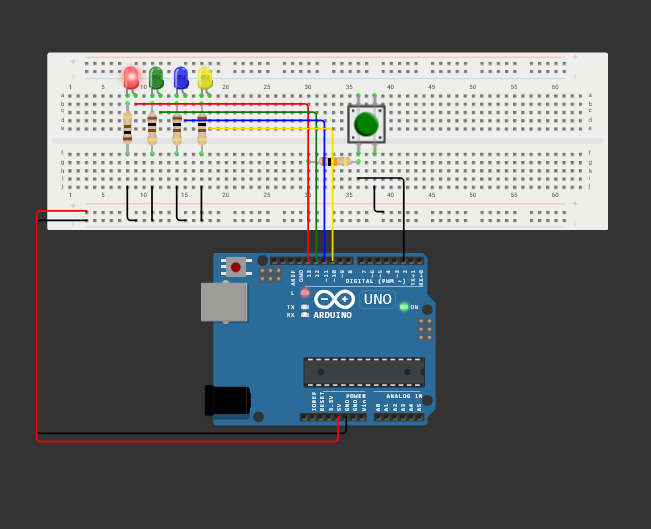 1 5 10 15 20 25 30 35 40 45 50 55 60
a a
b b
c c
d d
e e
f f
g g
h h
i i
j j
1 5 10 15 20 25 30 35 40 45 50 55 60
AREF GND 13 12 ~11 ~10 ~9 8 7 ~6 ~5 4 ~3 2 TX→1 RX←0
DIGITAL (PWM ~)
L
TX
RX
UNO
ON
ARDUINO
POWER ANALOG IN
IOREF RESET 3.3V 5V GND GND Vin A0 A1 A2 A3 A4 A5